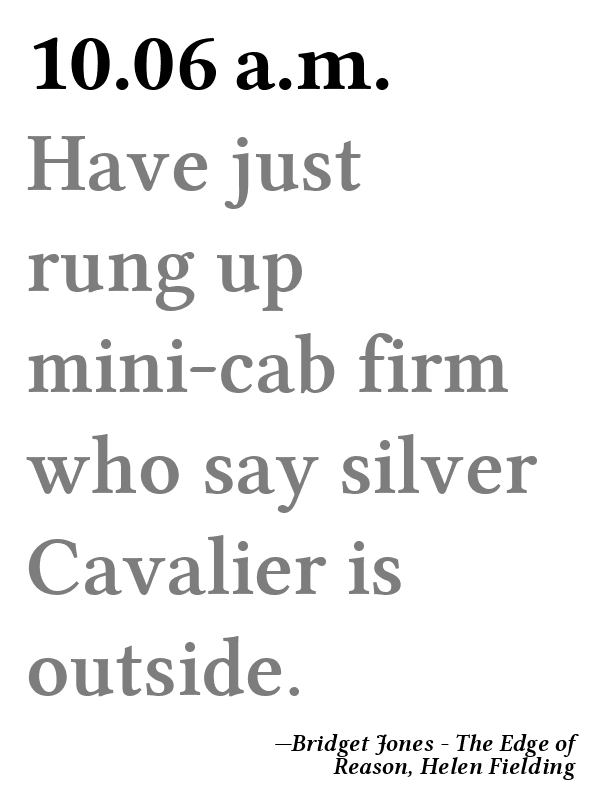 10.06 a.m.
Have just
rung up
mini-cab firm
who say silver
Cavalier is
outside.
—Bridget Jones - The Edge of
Reason, Helen Fielding